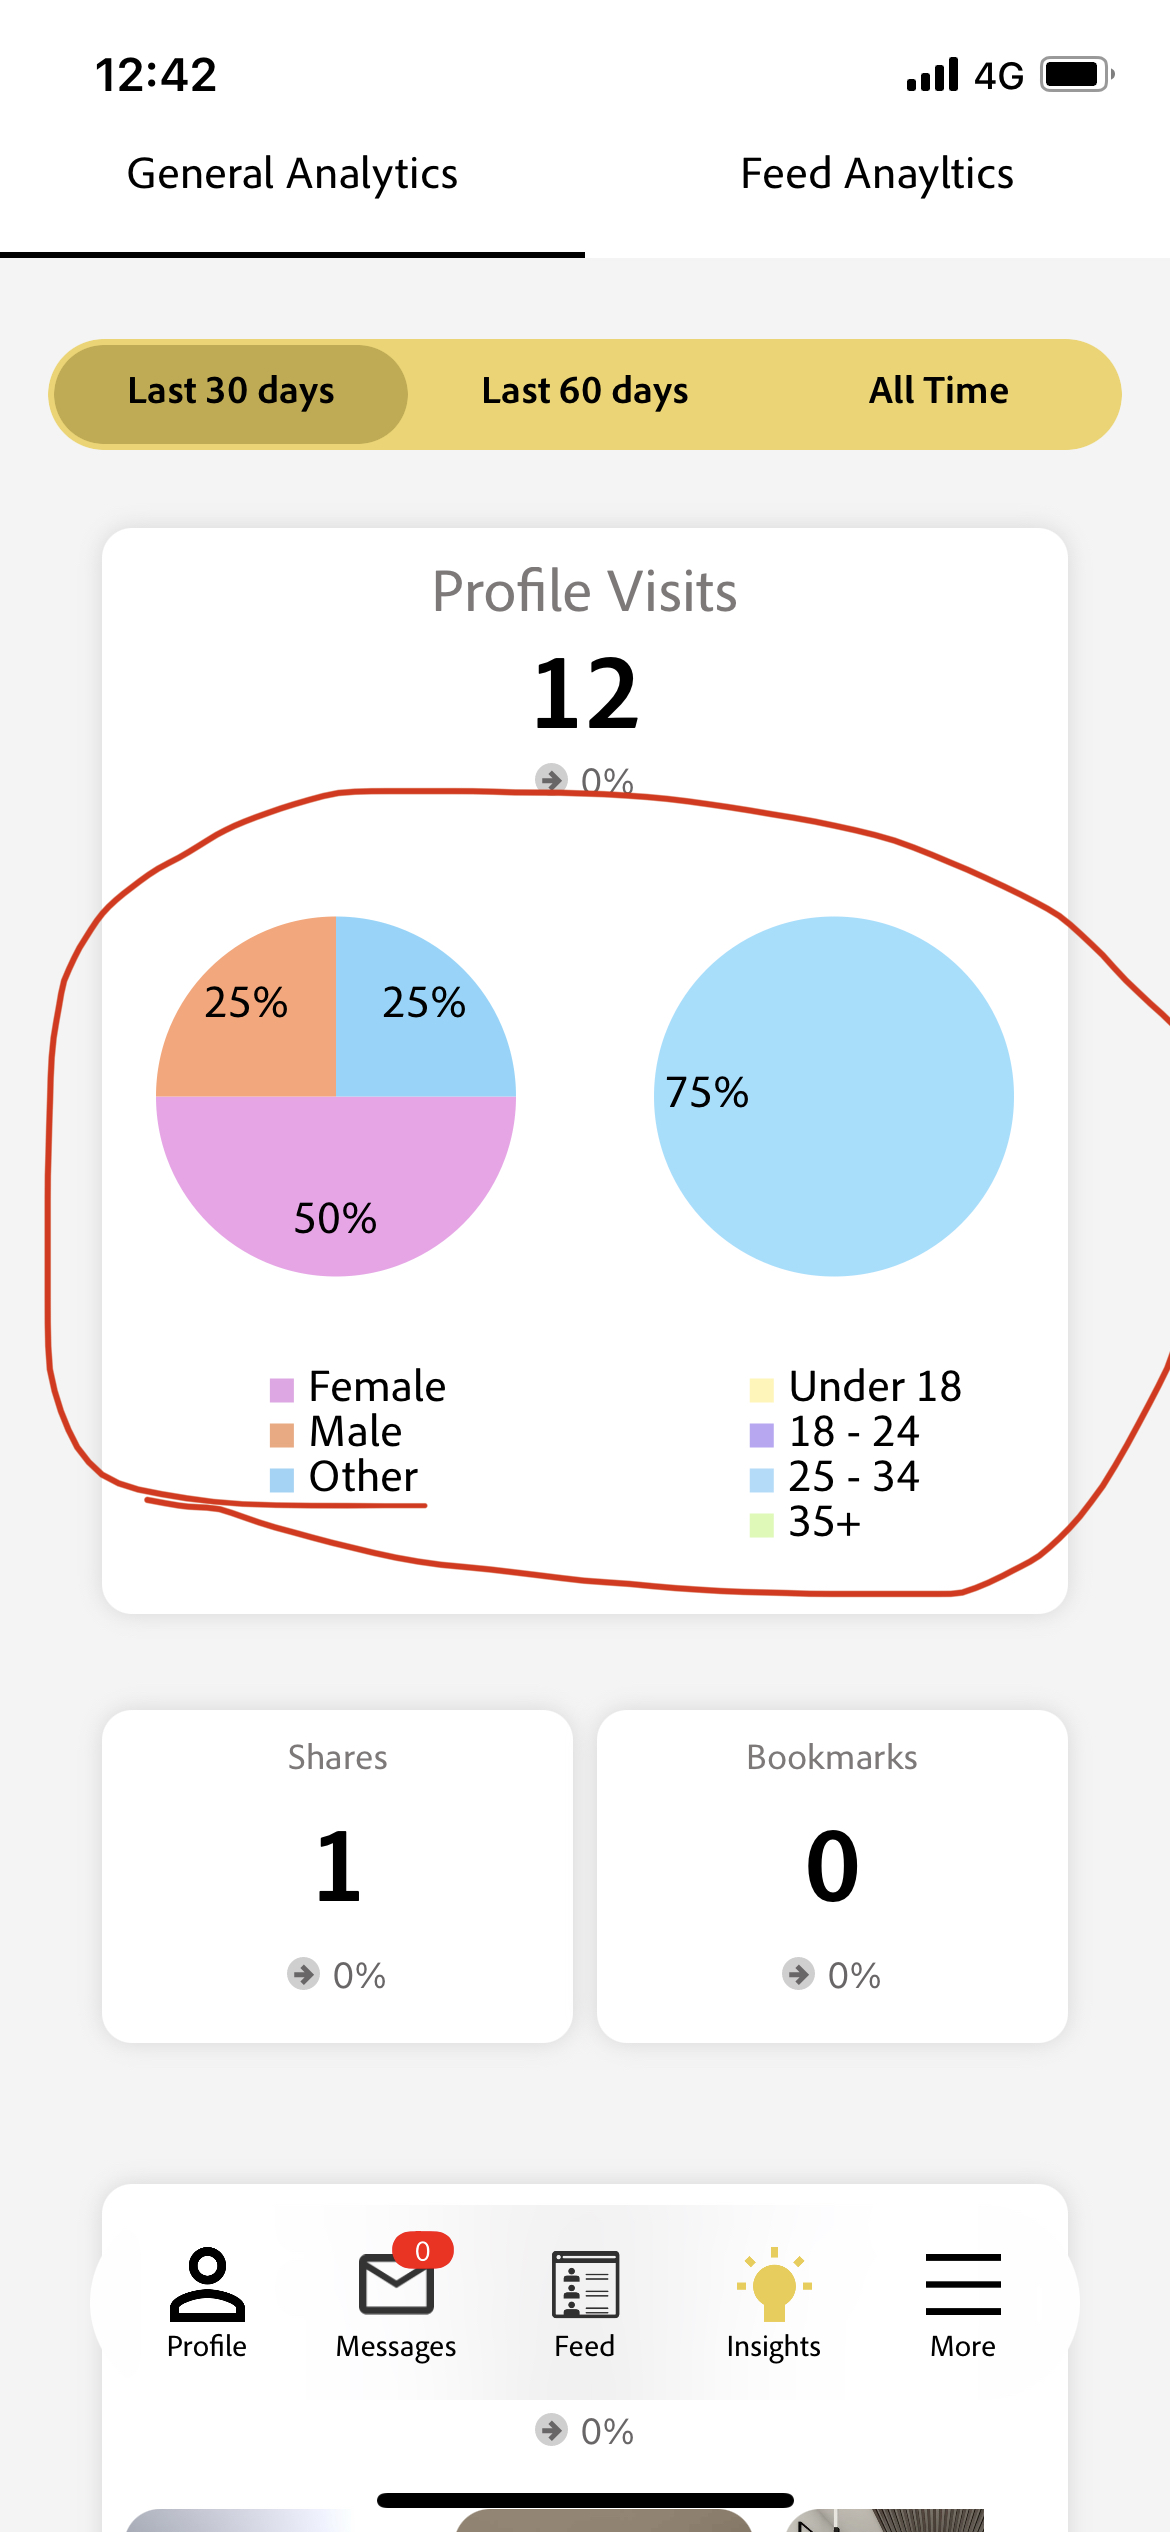 12:42 4G
General Analytics Feed Anayltics
Last 30 days Last 60 days All Time
Profile Visits
12
0%
25% 25%
50%
75%
Female
Male
Other
Under 18
18 - 24
25 - 34
35+
Shares
1
0%
Bookmarks
0
0%
0
Profile Messages Feed Insights More
0%